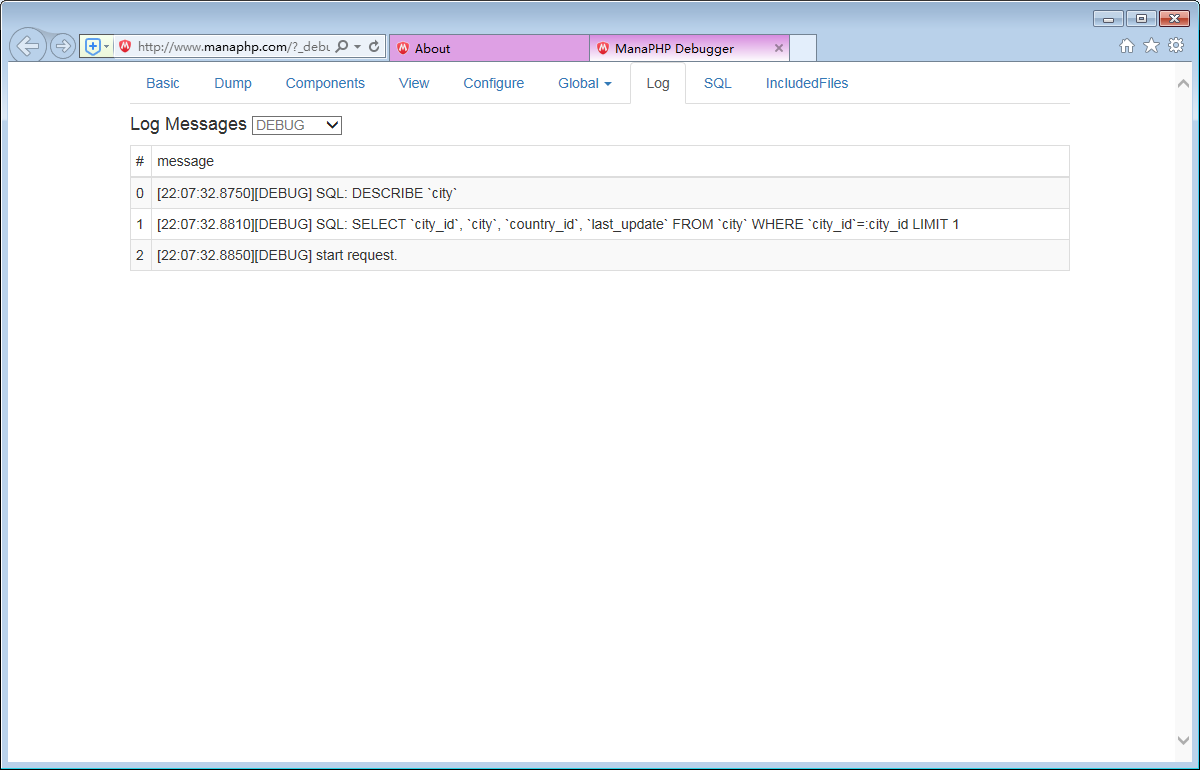 http://www.manaphp.com/?_debu
About
ManaPHP Debugger
Basic Dump Components View Configure Global Log SQL IncludedFiles
Log Messages DEBUG
# message
0 [22:07:32.8750][DEBUG] SQL: DESCRIBE `city`
1 [22:07:32.8810][DEBUG] SQL: SELECT `city_id`, `city`, `country_id`, `last_update` FROM `city` WHERE `city_id`=:city_id LIMIT 1
2 [22:07:32.8850][DEBUG] start request.